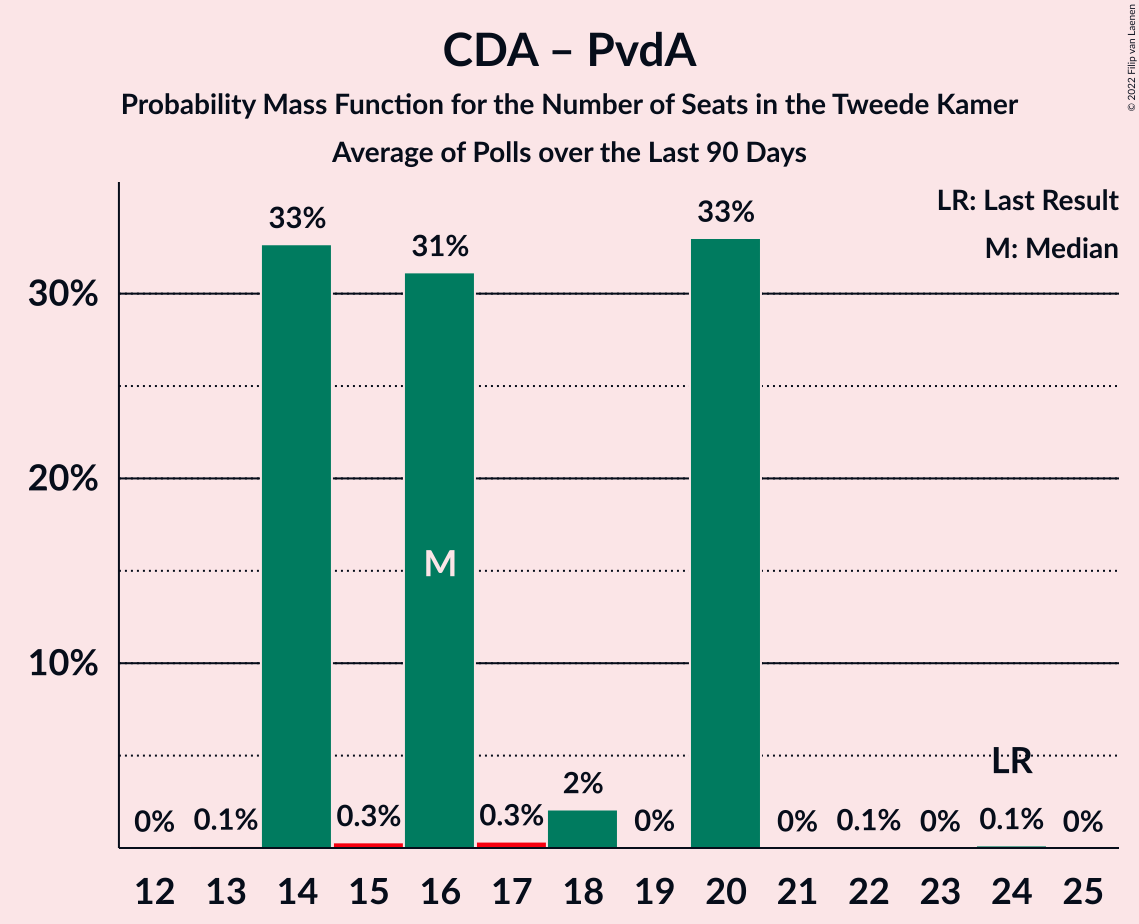 CDA – PvdA
Probability Mass Function for the Number of Seats in the Tweede Kamer
Average of Polls over the Last 90 Days
© 2022 Filip van Laenen
LR: Last Result
M: Median
33%
31%
33%
30%
20%
M
10%
LR
0%
0.1%
0.3%
0.3%
2%
0%
0%
0.1%
0%
0.1%
0%
12 13 14 15 16 17 18 19 20 21 22 23 24 25